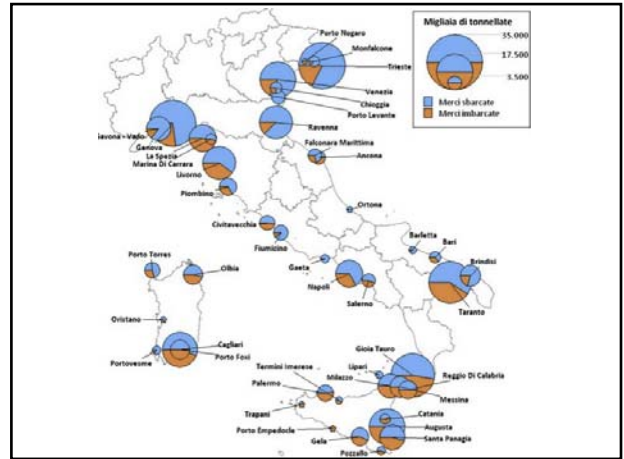 Migliaia di tonnellate
35.000
17.500
3.500
Merci sbarcate
Merci imbarcate
Porto Nogaro
Monfalcone
Trieste
Venezia
Chioggia
Porto Levante
Ravenna
Savona - Vado
Genova
La Spezia
Marina Di Carrara
Livorno
Piombino
Falconara Marittima
Ancona
Ortona
Civitavecchia
Fiumicino
Gaeta
Napoli
Salerno
Barletta
Bari
Brindisi
Taranto
Porto Torres
Olbia
Oristano
Cagliari
Porto Foxi
Portovesme
Gioia Tauro
Lipari
Reggio Di Calabria
Milazzo
Termini Imerese
Palermo
Messina
Trapani
Catania
Porto Empedocle
Augusta
Gela
Santa Panagia
Pozzallo